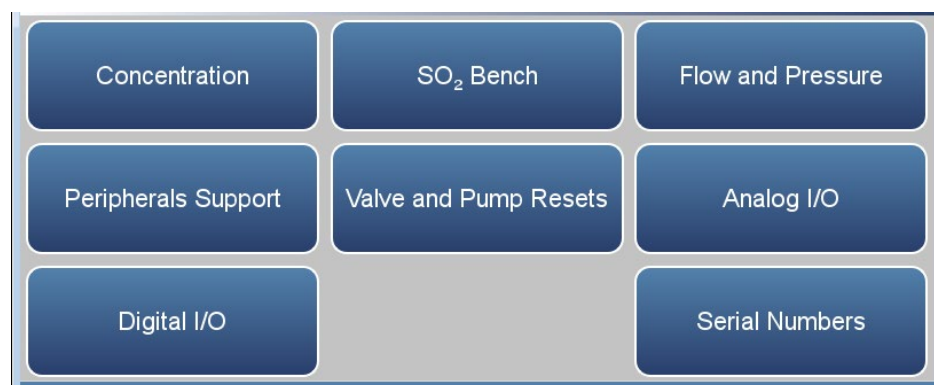 Concentration
SO₂ Bench
Flow and Pressure
Peripherals Support
Valve and Pump Resets
Analog I/O
Digital I/O
Serial Numbers